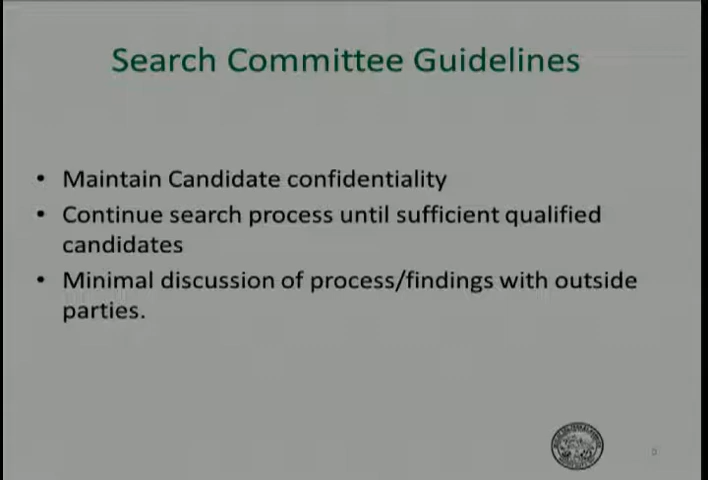 Search Committee Guidelines
• Maintain Candidate confidentiality
• Continue search process until sufficient qualified
candidates
• Minimal discussion of process/findings with outside
parties.